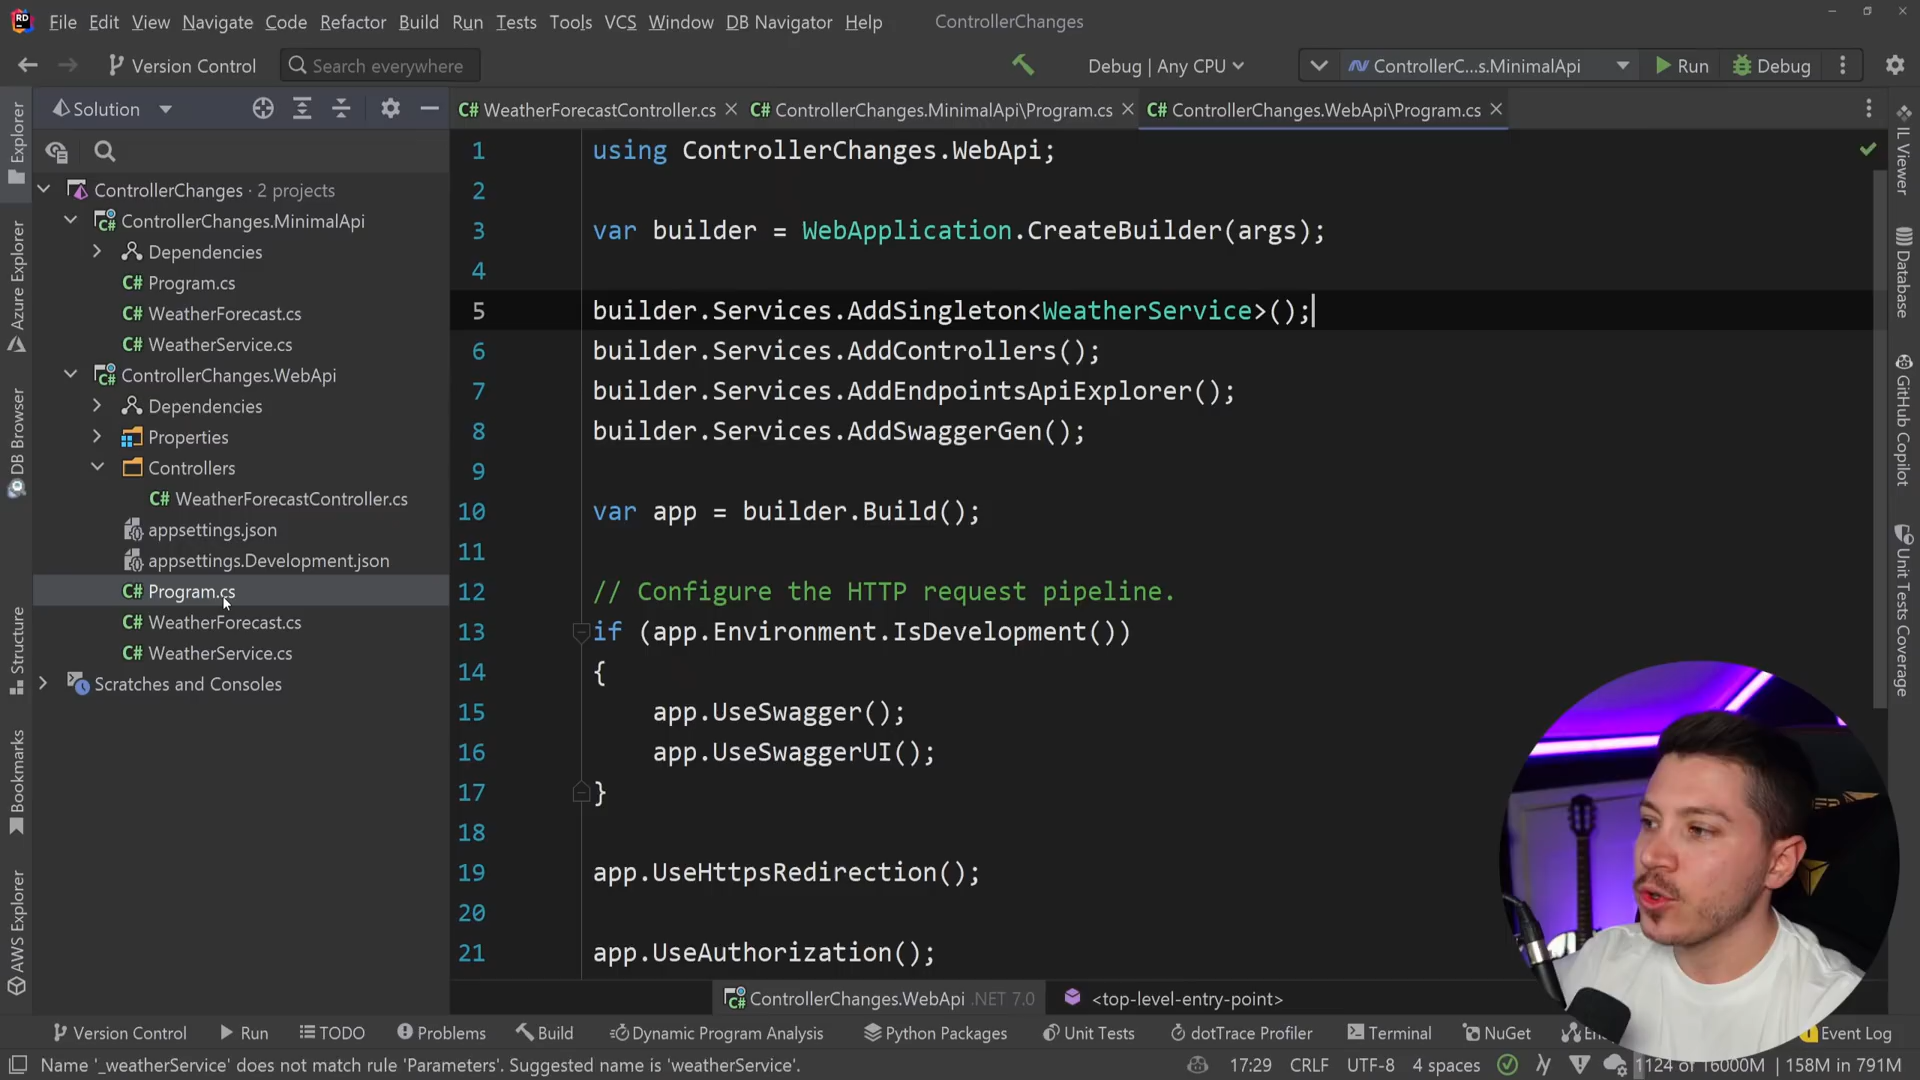 File Edit View Navigate Code Refactor Build Run Tests Tools VCS Window DB Navigator Help ControllerChanges
Version Control Search everywhere Debug | Any CPU ControllerC...s.MinimalApi Run Debug
Solution
WeatherForecastController.cs ControllerChanges.MinimalApi\Program.cs ControllerChanges.WebApi\Program.cs
Explorer
Azure Explorer
DB Browser
Structure
Bookmarks
AWS Explorer
ControllerChanges · 2 projects
ControllerChanges.MinimalApi
Dependencies
C# Program.cs
C# WeatherForecast.cs
C# WeatherService.cs
ControllerChanges.WebApi
Dependencies
Properties
Controllers
C# WeatherForecastController.cs
appsettings.json
appsettings.Development.json
C# Program.cs
C# WeatherForecast.cs
C# WeatherService.cs
Scratches and Consoles
1 using ControllerChanges.WebApi;
2
3 var builder = WebApplication.CreateBuilder(args);
4
5 builder.Services.AddSingleton<WeatherService>();
6 builder.Services.AddControllers();
7 builder.Services.AddEndpointsApiExplorer();
8 builder.Services.AddSwaggerGen();
9
10 var app = builder.Build();
11
12 // Configure the HTTP request pipeline.
13 if (app.Environment.IsDevelopment())
14 {
15 app.UseSwagger();
16 app.UseSwaggerUI();
17 }
18
19 app.UseHttpsRedirection();
20
21 app.UseAuthorization();
IL Viewer
Database
GitHub Copilot
Unit Tests Coverage
ControllerChanges.WebApi .NET 7.0 <top-level-entry-point>
Version Control Run TODO Problems Build Dynamic Program Analysis Python Packages Unit Tests dotTrace Profiler Terminal NuGet Event Log
Name '_weatherService' does not match rule 'Parameters'. Suggested name is 'weatherService'. 17:29 CRLF UTF-8 4 spaces 1124 of 16000M 158M in 791M